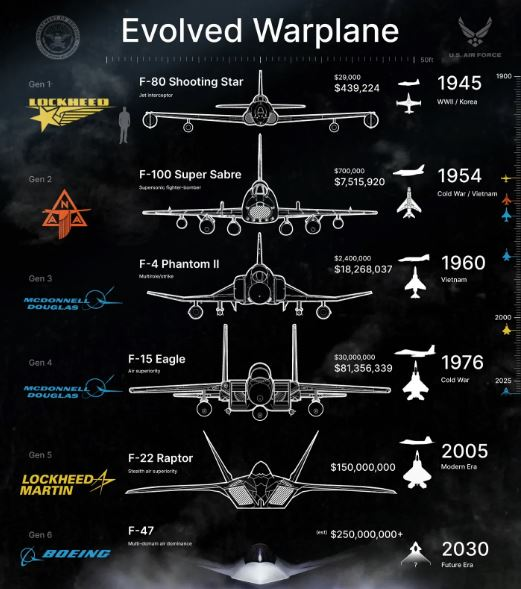 Evolved Warplane
U.S. AIR FORCE
50ft
1900
Gen 1
LOCKHEED
F-80 Shooting Star
Jet interceptor
$29,000
$439,224
1945
WWII / Korea
Gen 2
NAA
F-100 Super Sabre
Supersonic fighter-bomber
$700,000
$7,515,920
1954
Cold War / Vietnam
Gen 3
MCDONNELL
DOUGLAS
F-4 Phantom II
Multirole/strike
$2,400,000
$18,268,037
1960
Vietnam
2000
Gen 4
MCDONNELL
DOUGLAS
F-15 Eagle
Air superiority
$30,000,000
$81,356,339
1976
Cold War
2025
Gen 5
LOCKHEED
MARTIN
F-22 Raptor
Stealth air superiority
$150,000,000
2005
Modern Era
Gen 6
BOEING
F-47
Multi-domain air dominance
(est) $250,000,000+
?
2030
Future Era